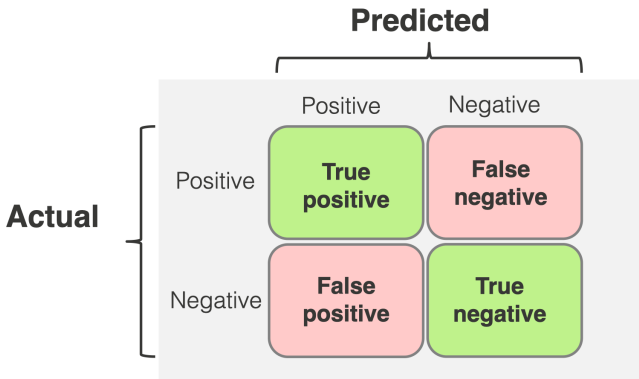 Predicted
Positive Negative
Positive
True
positive
False
negative
Actual
Negative
False
positive
True
negative